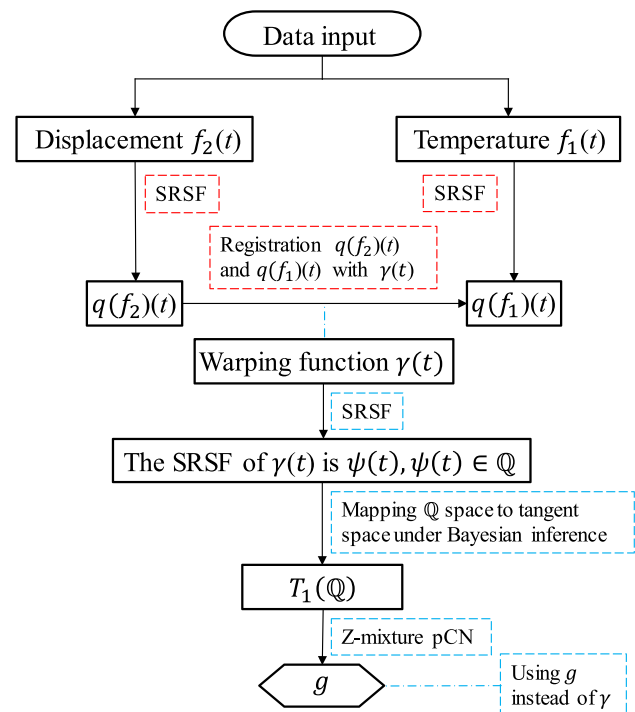 Data input
Displacement f₂(t)
Temperature f₁(t)
SRSF
SRSF
Registration q(f₂)(t)
and q(f₁)(t) with γ(t)
q(f₂)(t)
q(f₁)(t)
Warping function γ(t)
SRSF
The SRSF of γ(t) is ψ(t), ψ(t) ∈ ℚ
Mapping ℚ space to tangent
space under Bayesian inference
T₁(ℚ)
Z-mixture pCN
g
Using g
instead of γ